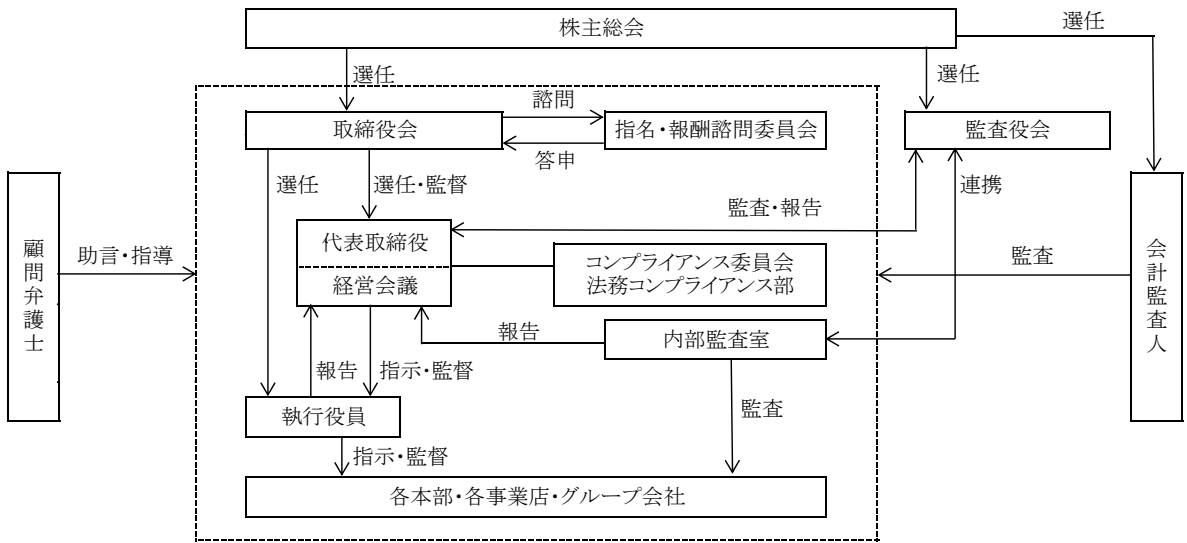 株主総会
選任
選任
選任
取締役会
諮問
答申
指名・報酬諮問委員会
監査役会
選任
選任・監督
監査・報告
連携
顧問弁護士
助言・指導
代表取締役
経営会議
コンプライアンス委員会
法務コンプライアンス部
監査
会計監査人
報告
内部監査室
報告
指示・監督
監査
執行役員
指示・監督
各本部・各事業店・グループ会社